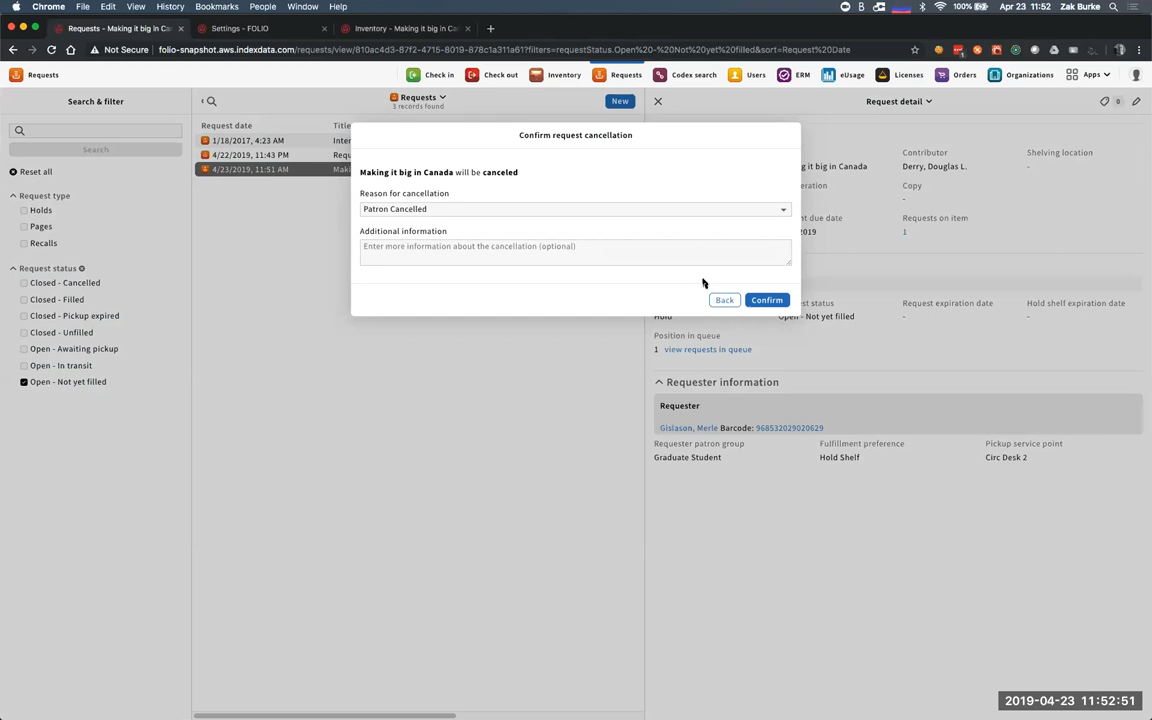 Chrome File Edit View History Bookmarks People Window Help 100% Apr 23 11:52 Zak Burke
Requests - Making it big in Ca Settings - FOLIO Inventory - Making it big in Ca
Not Secure folio-snapshot.aws.indexdata.com/requests/view/810ac4d3-87f2-4715-8019-878c1a311a61?filters=requestStatus.Open%20-%20Not%20yet%20filled&sort=Request%20Date
Requests Check in Check out Inventory Requests Codex search Users ERM eUsage Licenses Orders Organizations Apps
Search & filter
Search
Reset all
Request type
Holds
Pages
Recalls
Request status
Closed - Cancelled
Closed - Filled
Closed - Pickup expired
Closed - Unfilled
Open - Awaiting pickup
Open - In transit
Open - Not yet filled
Requests
3 records found
New
Request date Title
1/18/2017, 4:23 AM Inter
4/22/2019, 11:43 PM Requ
4/23/2019, 11:51 AM Maki
Confirm request cancellation
Making it big in Canada will be canceled
Reason for cancellation
Patron Cancelled
Additional information
Enter more information about the cancellation (optional)
Back Confirm
Request detail 0
Contributor Shelving location
ng it big in Canada Derry, Douglas L. -
eration Copy
-
nt due date Requests on item
2019 1
st status Request expiration date Hold shelf expiration date
Hold Open - Not yet filled - -
Position in queue
1 view requests in queue
Requester information
Requester
Gislason, Merle Barcode: 968532029020629
Requester patron group Fulfillment preference Pickup service point
Graduate Student Hold Shelf Circ Desk 2
2019-04-23 11:52:51